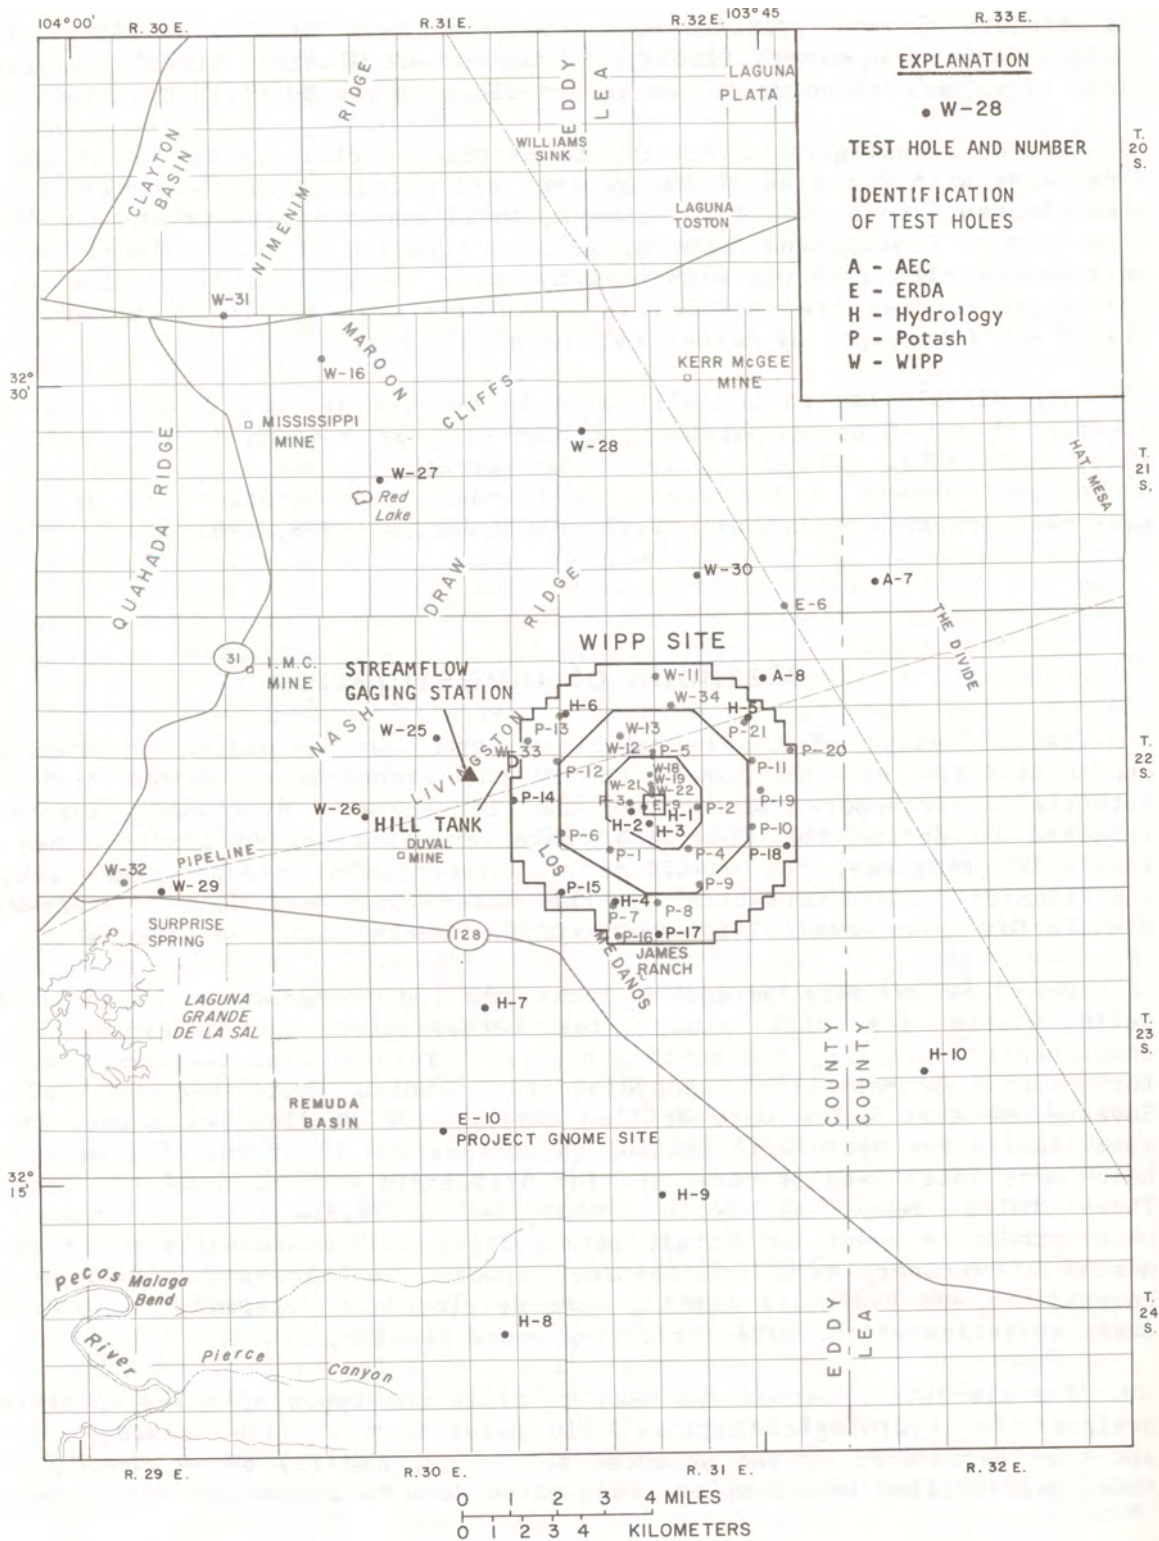 104°00'
R. 30 E.
R. 31 E.
R. 32 E.
103°45
R. 33 E.
EXPLANATION
W-28
TEST HOLE AND NUMBER
IDENTIFICATION
OF TEST HOLES
A - AEC
E - ERDA
H - Hydrology
P - Potash
W - WIPP
T.
20
S.
CLAYTON
BASIN
NIMENIM
RIDGE
EDDY
LEA
LAGUNA
PLATA
WILLIAMS
SINK
LAGUNA
TOSTON
W-31
MAROON
CLIFFS
W-16
KERR McGEE
MINE
32°
30'
MISSISSIPPI
MINE
W-28
W-27
Red
Lake
QUAHADA RIDGE
HAT MESA
T.
21
S,
W-30
A-7
E-6
DRAW
RIDGE
THE DIVIDE
WIPP SITE
31
I.M.C.
MINE
STREAMFLOW
GAGING STATION
W-11
A-8
W-34
H-6
H-5
NASH
W-25
P-13
W-13
P-21
W-33
W-12
P-5
P-20
LIVINGSTON
P-12
W-18
P-11
W-19
W-21
W-22
P-14
P-3
E-9
P-2
P-19
W-26
HILL TANK
H-2
H-1
H-3
P-10
P-6
DUVAL
MINE
PIPELINE
P-1
P-4
P-18
LOS
W-32
W-29
P-15
P-9
H-4
P-7
P-8
SURPRISE
SPRING
128
P-16
P-17
MEDANOS
JAMES
RANCH
T.
22
S.
LAGUNA
GRANDE
DE LA SAL
H-7
COUNTY
COUNTY
H-10
T.
23
S.
REMUDA
BASIN
E-10
PROJECT GNOME SITE
32°
15'
H-9
Pecos
River
Malaga
Bend
H-8
Pierce
Canyon
EDDY
LEA
T.
24
S.
R. 29 E.
R. 30 E.
R. 31 E.
R. 32 E.
0 1 2 3 4 MILES
0 1 2 3 4 KILOMETERS